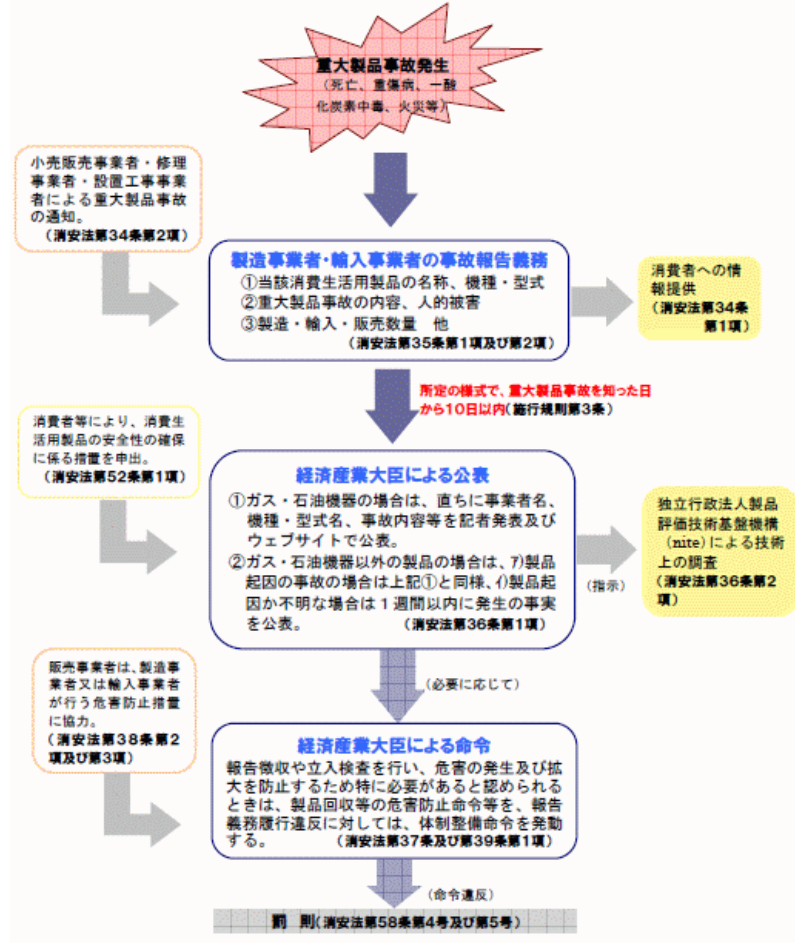 重大製品事故発生
(死亡、重傷病、一酸
化炭素中毒、火災等)
小売販売事業者・修理
事業者・設置工事事業
者による重大製品事故
の通知。
(消安法第34条第2項)
製造事業者・輸入事業者の事故報告義務
①当該消費生活用製品の名称、機種・型式
②重大製品事故の内容、人的被害
③製造・輸入・販売数量　他
(消安法第35条第1項及び第2項)
消費者への情
報提供
(消安法第34条
第1項)
所定の様式で、重大製品事故を知った日
から10日以内(施行規則第3条)
消費者等により、消費生
活用製品の安全性の確保
に係る措置を申出。
(消安法第52条第1項)
経済産業大臣による公表
①ガス・石油機器の場合は、直ちに事業者名、
機種・型式名、事故内容等を記者発表及び
ウェブサイトで公表。
②ガス・石油機器以外の製品の場合は、ｱ)製品
起因の事故の場合は上記①と同様、ｲ)製品起
因か不明な場合は１週間以内に発生の事実
を公表。　(消安法第36条第1項)
(指示)
独立行政法人製品
評価技術基盤機構
(nite)による技術
上の調査
(消安法第36条第2
項)
(必要に応じて)
販売事業者は、製造事
業者又は輸入事業者
が行う危害防止措置
に協力。
(消安法第38条第2
項及び第3項)
経済産業大臣による命令
報告徴収や立入検査を行い、危害の発生及び拡
大を防止するため特に必要があると認められる
ときは、製品回収等の危害防止命令等を、報告
義務履行違反に対しては、体制整備命令を発動
する。　(消安法第37条及び第39条第1項)
(命令違反)
罰　則(消安法第58条第4号及び第5号)